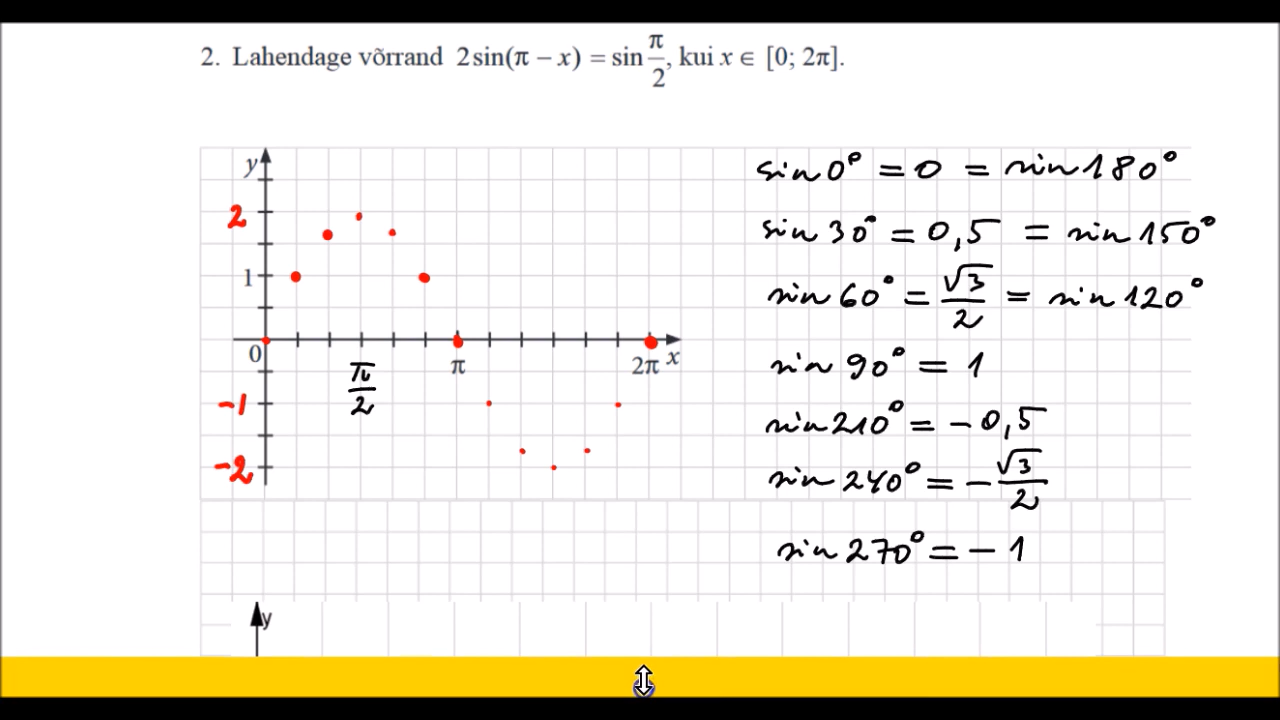 2. Lahendage võrrand 2 sin(π − x) = sin π/2, kui x ∈ [0; 2π].
y
2
1
0
π/2
π
2π x
-1
-2
sin 0° = 0 = sin 180°
sin 30° = 0,5 = sin 150°
sin 60° = √3/2 = sin 120°
sin 90° = 1
sin 210° = - 0,5
sin 240° = - √3/2
sin 270° = - 1
y